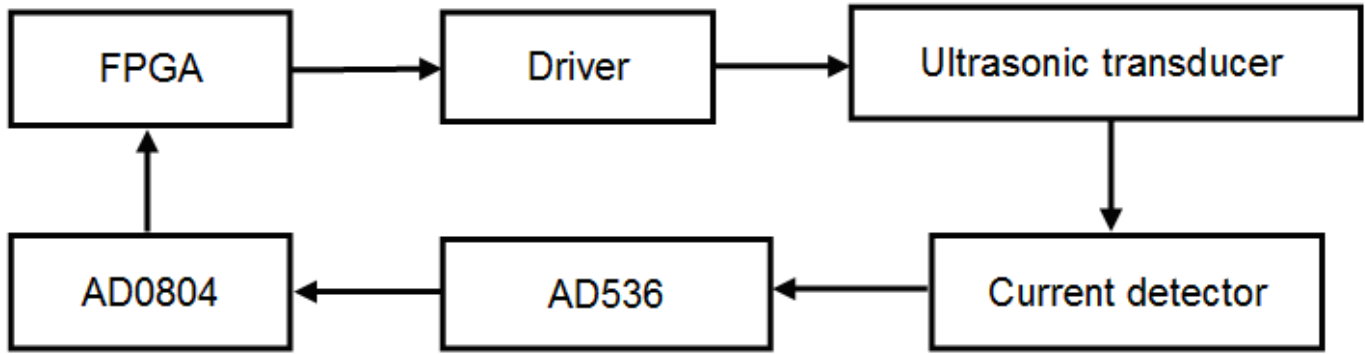 FPGA
Driver
Ultrasonic transducer
AD0804
AD536
Current detector